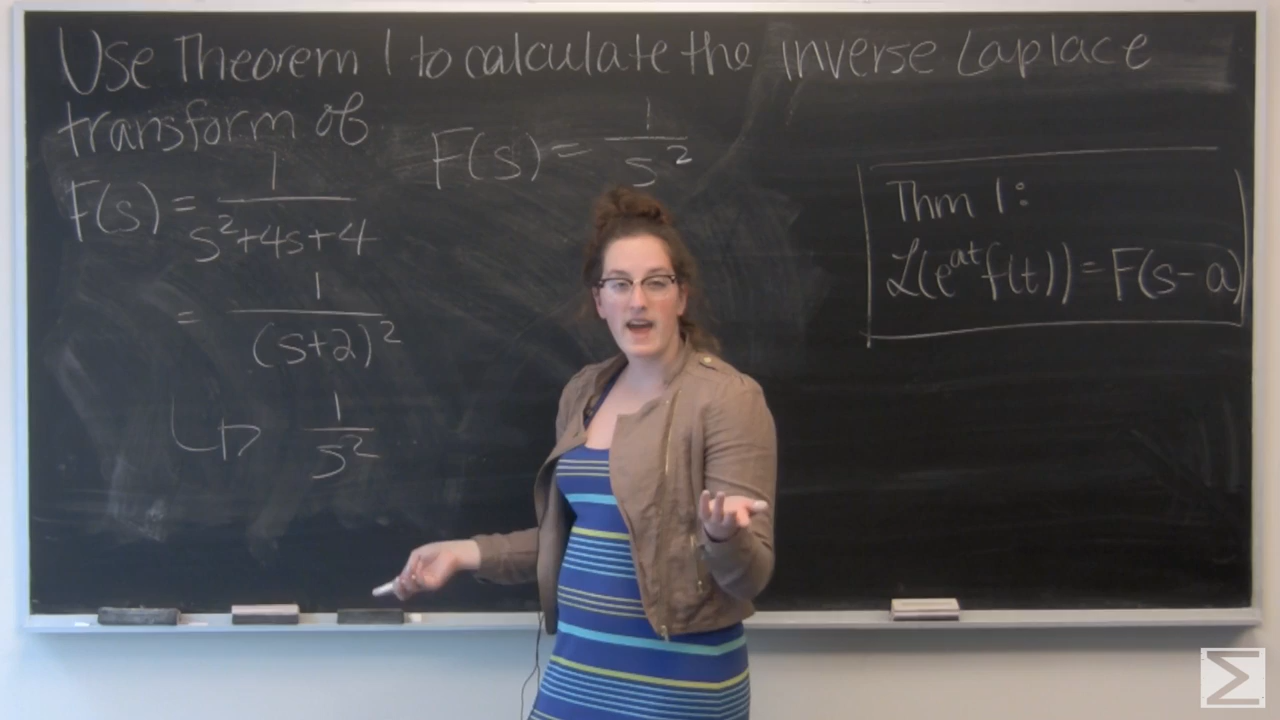 Use Theorem 1 to calculate the inverse Laplace
transform of
F(s) = 1/(s²+4s+4)
= 1/(s+2)²
↳ 1/s²
F(s) = 1/s²
Thm 1:
ℒ(e^{at}f(t)) = F(s-a)
Σ